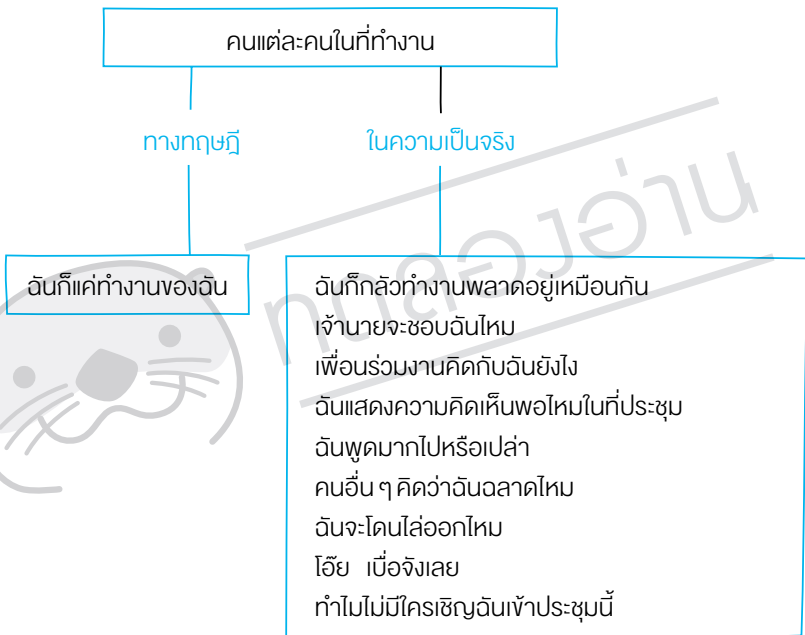 คนแต่ละคนในที่ทำงาน
ทางทฤษฎี
ในความเป็นจริง
ฉันก็แค่ทำงานของฉัน
ฉันก็กลัวทำงานพลาดอยู่เหมือนกัน
เจ้านายจะชอบฉันไหม
เพื่อนร่วมงานคิดกับฉันยังไง
ฉันแสดงความคิดเห็นพอไหมในที่ประชุม
ฉันพูดมากไปหรือเปล่า
คนอื่น ๆ คิดว่าฉันฉลาดไหม
ฉันจะโดนไล่ออกไหม
โอ๊ย เบื่อจังเลย
ทำไมไม่มีใครเชิญฉันเข้าประชุมนี้
ทดลองอ่าน